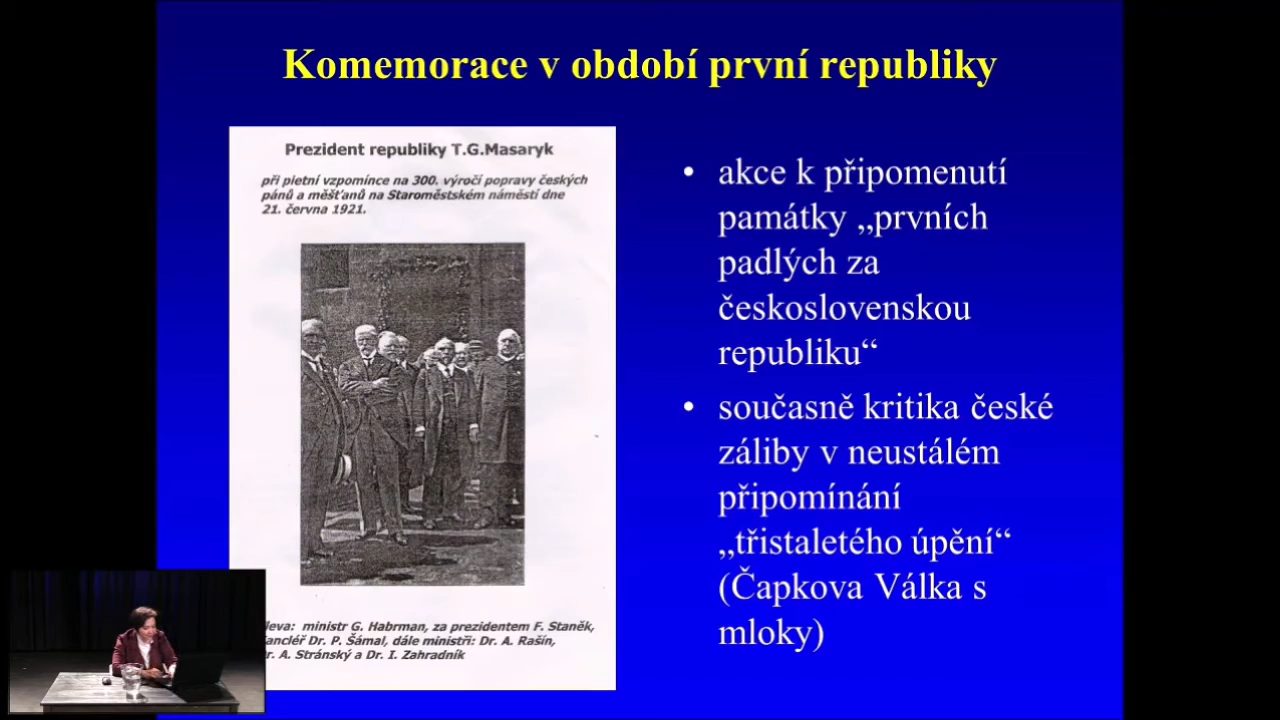 Komemorace v období první republiky
Prezident republiky T.G.Masaryk
při pietní vzpomínce na 300. výročí popravy českých
pánů a měšťanů na Staroměstském náměstí dne
21. června 1921.
• akce k připomenutí
památky „prvních
padlých za
československou
republiku“
• současně kritika české
záliby v neustálém
připomínání
„třistaletého úpění“
(Čapkova Válka s
mloky)
leva: ministr G. Habrman, za prezidentem F. Staněk,
ancléř Dr. P. Šámal, dále ministři: Dr. A. Rašín,
r. A. Stránský a Dr. I. Zahradník